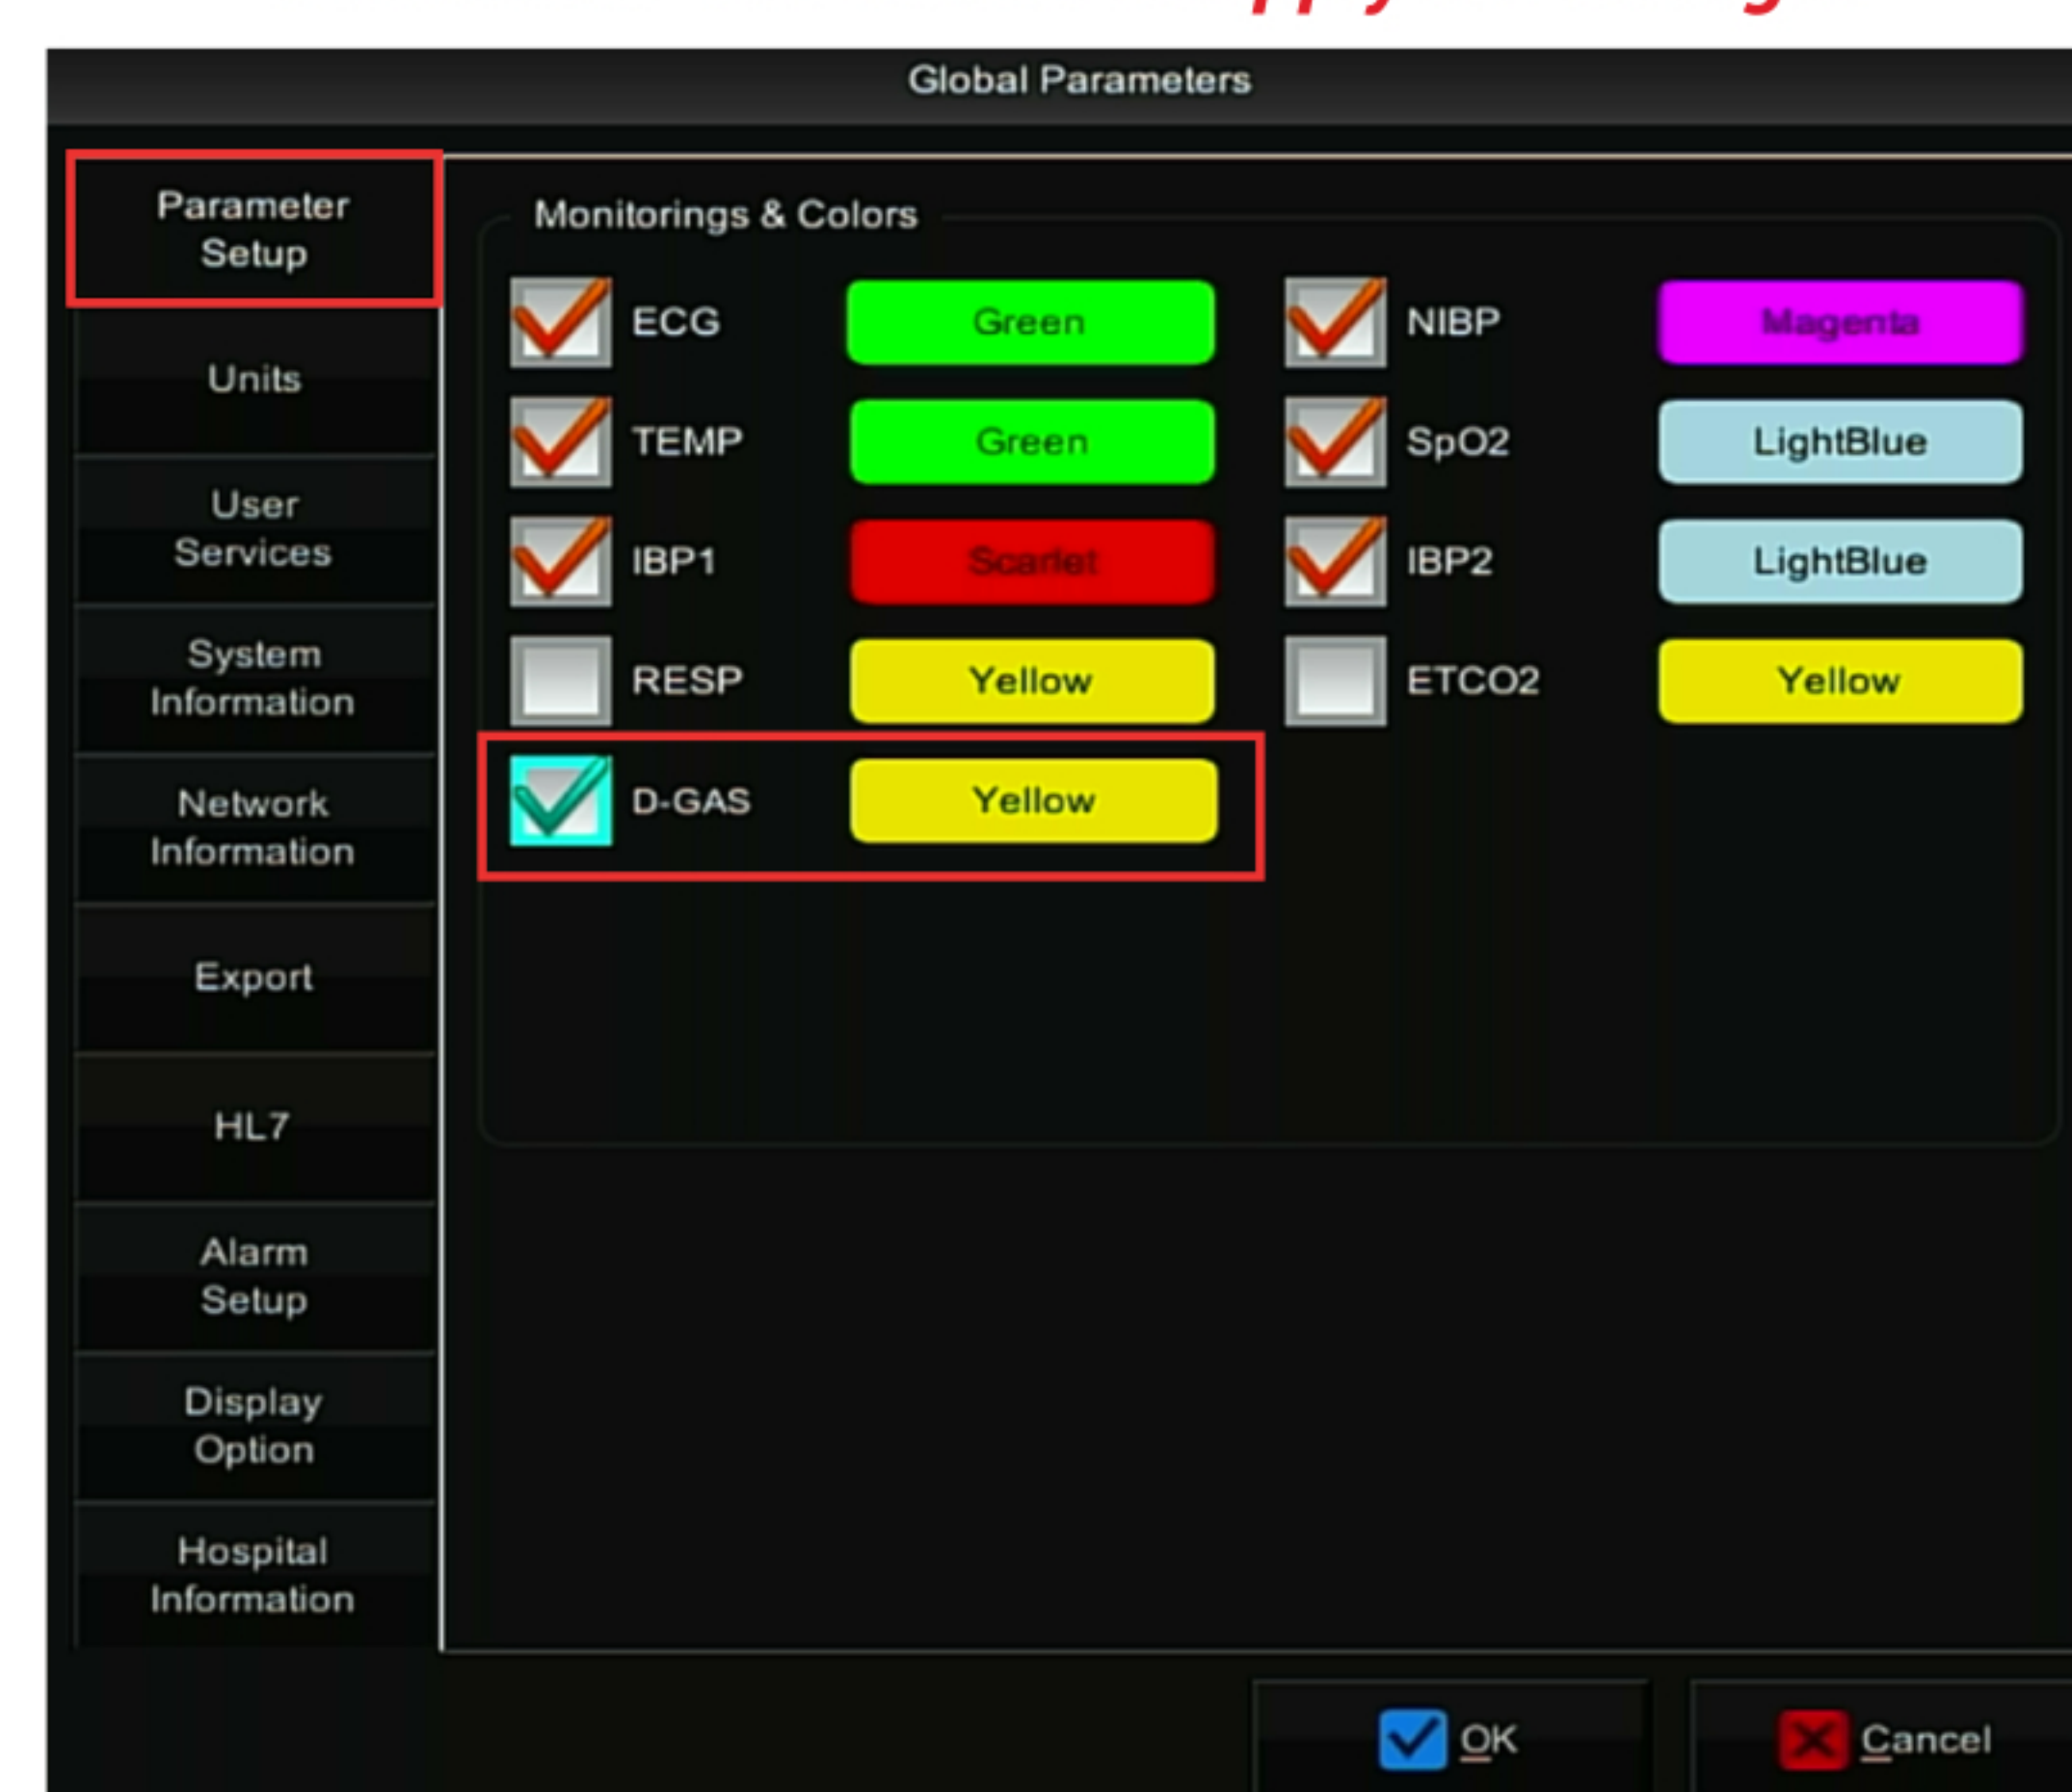 Global Parameters
Parameter
Setup
Units
User
Services
System
Information
Network
Information
Export
HL7
Alarm
Setup
Display
Option
Hospital
Information
Monitorings & Colors
ECG Green NIBP Magenta
TEMP Green SpO2 LightBlue
IBP1 Scarlet IBP2 LightBlue
RESP Yellow ETCO2 Yellow
D-GAS Yellow
OK Cancel